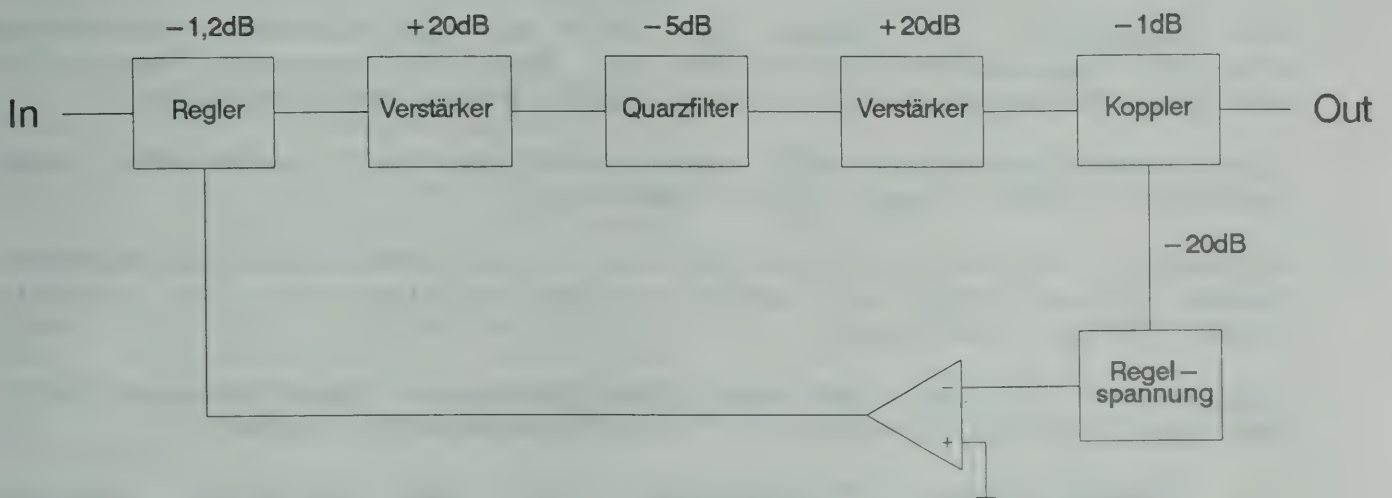 −1,2dB
+20dB
−5dB
+20dB
−1dB
In
Regler
Verstärker
Quarzfilter
Verstärker
Koppler
Out
−20dB
Regel−
spannung
−
+